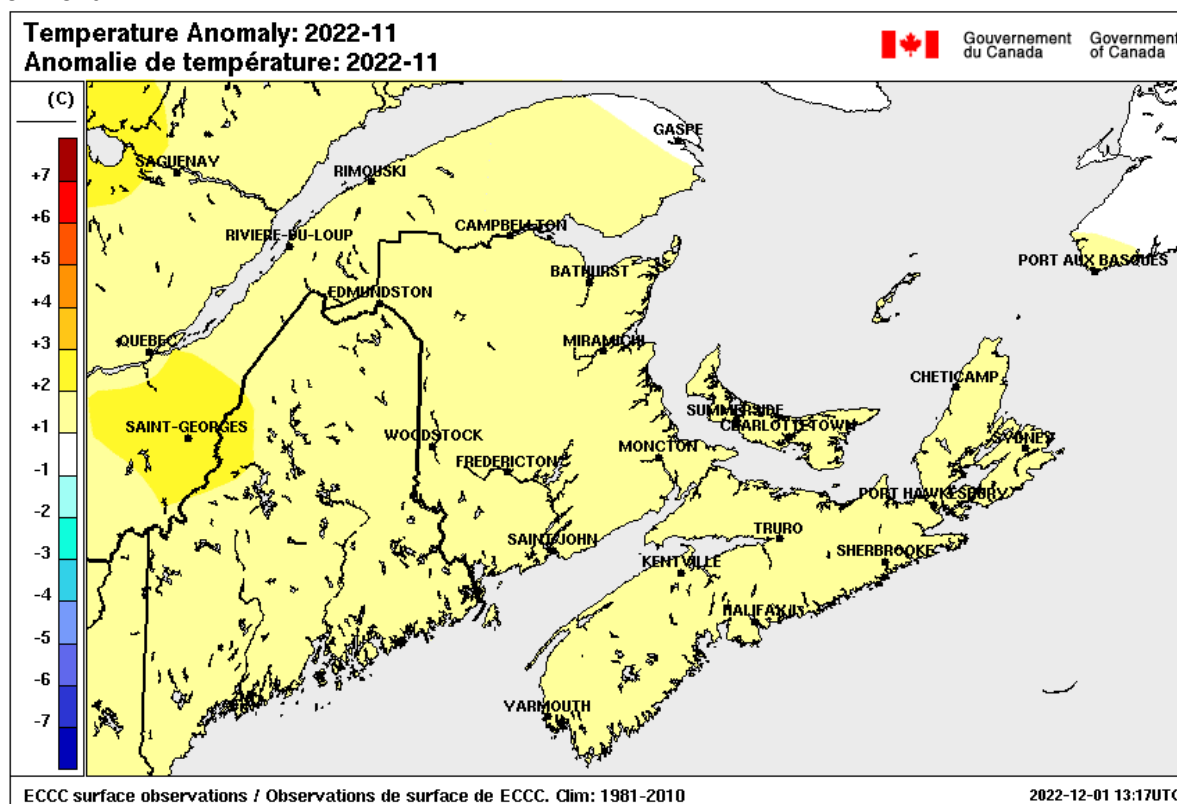 Temperature Anomaly: 2022-11
Anomalie de température: 2022-11
Gouvernement du Canada
Government of Canada
(C)
+7
+6
+5
+4
+3
+2
+1
-1
-2
-3
-4
-5
-6
-7
GASPE
SAGUENAY
RIMOUSKI
CAMPBELLTON
RIVIERE-DU-LOUP
PORT AUX BASQUES
BATHURST
EDMUNDSTON
QUEBEC
MIRAMICHI
CHETICAMP
SUMMERSIDE
CHARLOTTETOWN
SAINT-GEORGES
WOODSTOCK
MONCTON
SYDNEY
FREDERICTON
PORT HAWKESBURY
TRURO
SAINT JOHN
SHERBROOKE
KENTVILLE
HALIFAX
YARMOUTH
ECCC surface observations / Observations de surface de ECCC. Clim: 1981-2010
2022-12-01 13:17UTC